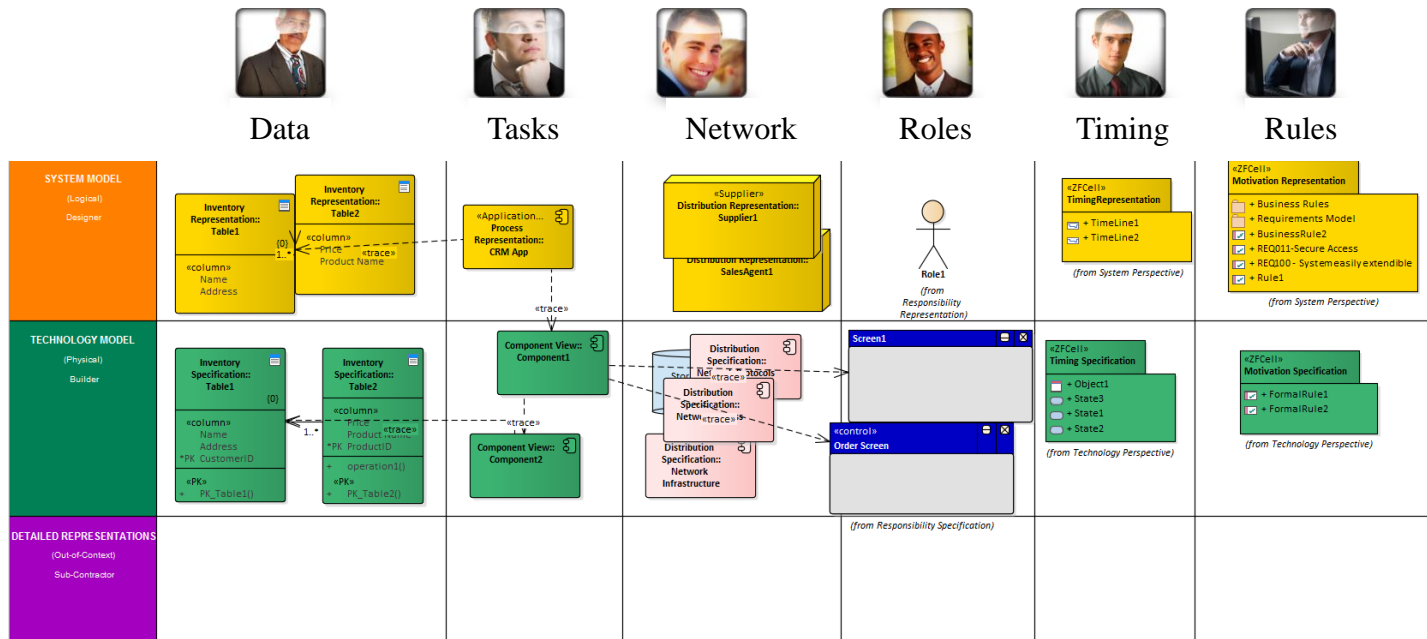 Data
Tasks
Network
Roles
Timing
Rules
SYSTEM MODEL
(Logical)
Designer
Inventory
Representation::
Table1
{0}
1..*
«column»
Name
Address
Inventory
Representation::
Table2
«column»
Price
Product Name
«trace»
«Application...
Process
Representation::
CRM App
«trace»
«Supplier»
Distribution Representation::
Supplier1
Distribution Representation::
SalesAgent1
Role1
(from
Responsibility
Representation)
«ZFCell»
TimingRepresentation
+ TimeLine1
+ TimeLine2
(from System Perspective)
«ZFCell»
Motivation Representation
+ Business Rules
+ Requirements Model
+ BusinessRule2
+ REQ011-Secure Access
+ REQ100 - System easily extendible
+ Rule1
(from System Perspective)
TECHNOLOGY MODEL
(Physical)
Builder
Inventory
Specification::
Table1
{0}
«column»
Name
Address
*PK CustomerID
«PK»
+ PK_Table1()
1..*
Inventory
Specification::
Table2
«column»
Price
Product Name
*PK ProductID
+ operation1()
«PK»
+ PK_Table2()
«trace»
Component View::
Component1
«trace»
Component View::
Component2
Distribution
Specification::
«trace»
Distribution
Specification::
«trace»
Distribution
Specification::
Network
Infrastructure
Screen1
«control»
Order Screen
(from Responsibility Specification)
«ZFCell»
Timing Specification
+ Object1
+ State3
+ State1
+ State2
(from Technology Perspective)
«ZFCell»
Motivation Specification
+ FormalRule1
+ FormalRule2
(from Technology Perspective)
DETAILED REPRESENTATIONS
(Out-of-Context)
Sub-Contractor